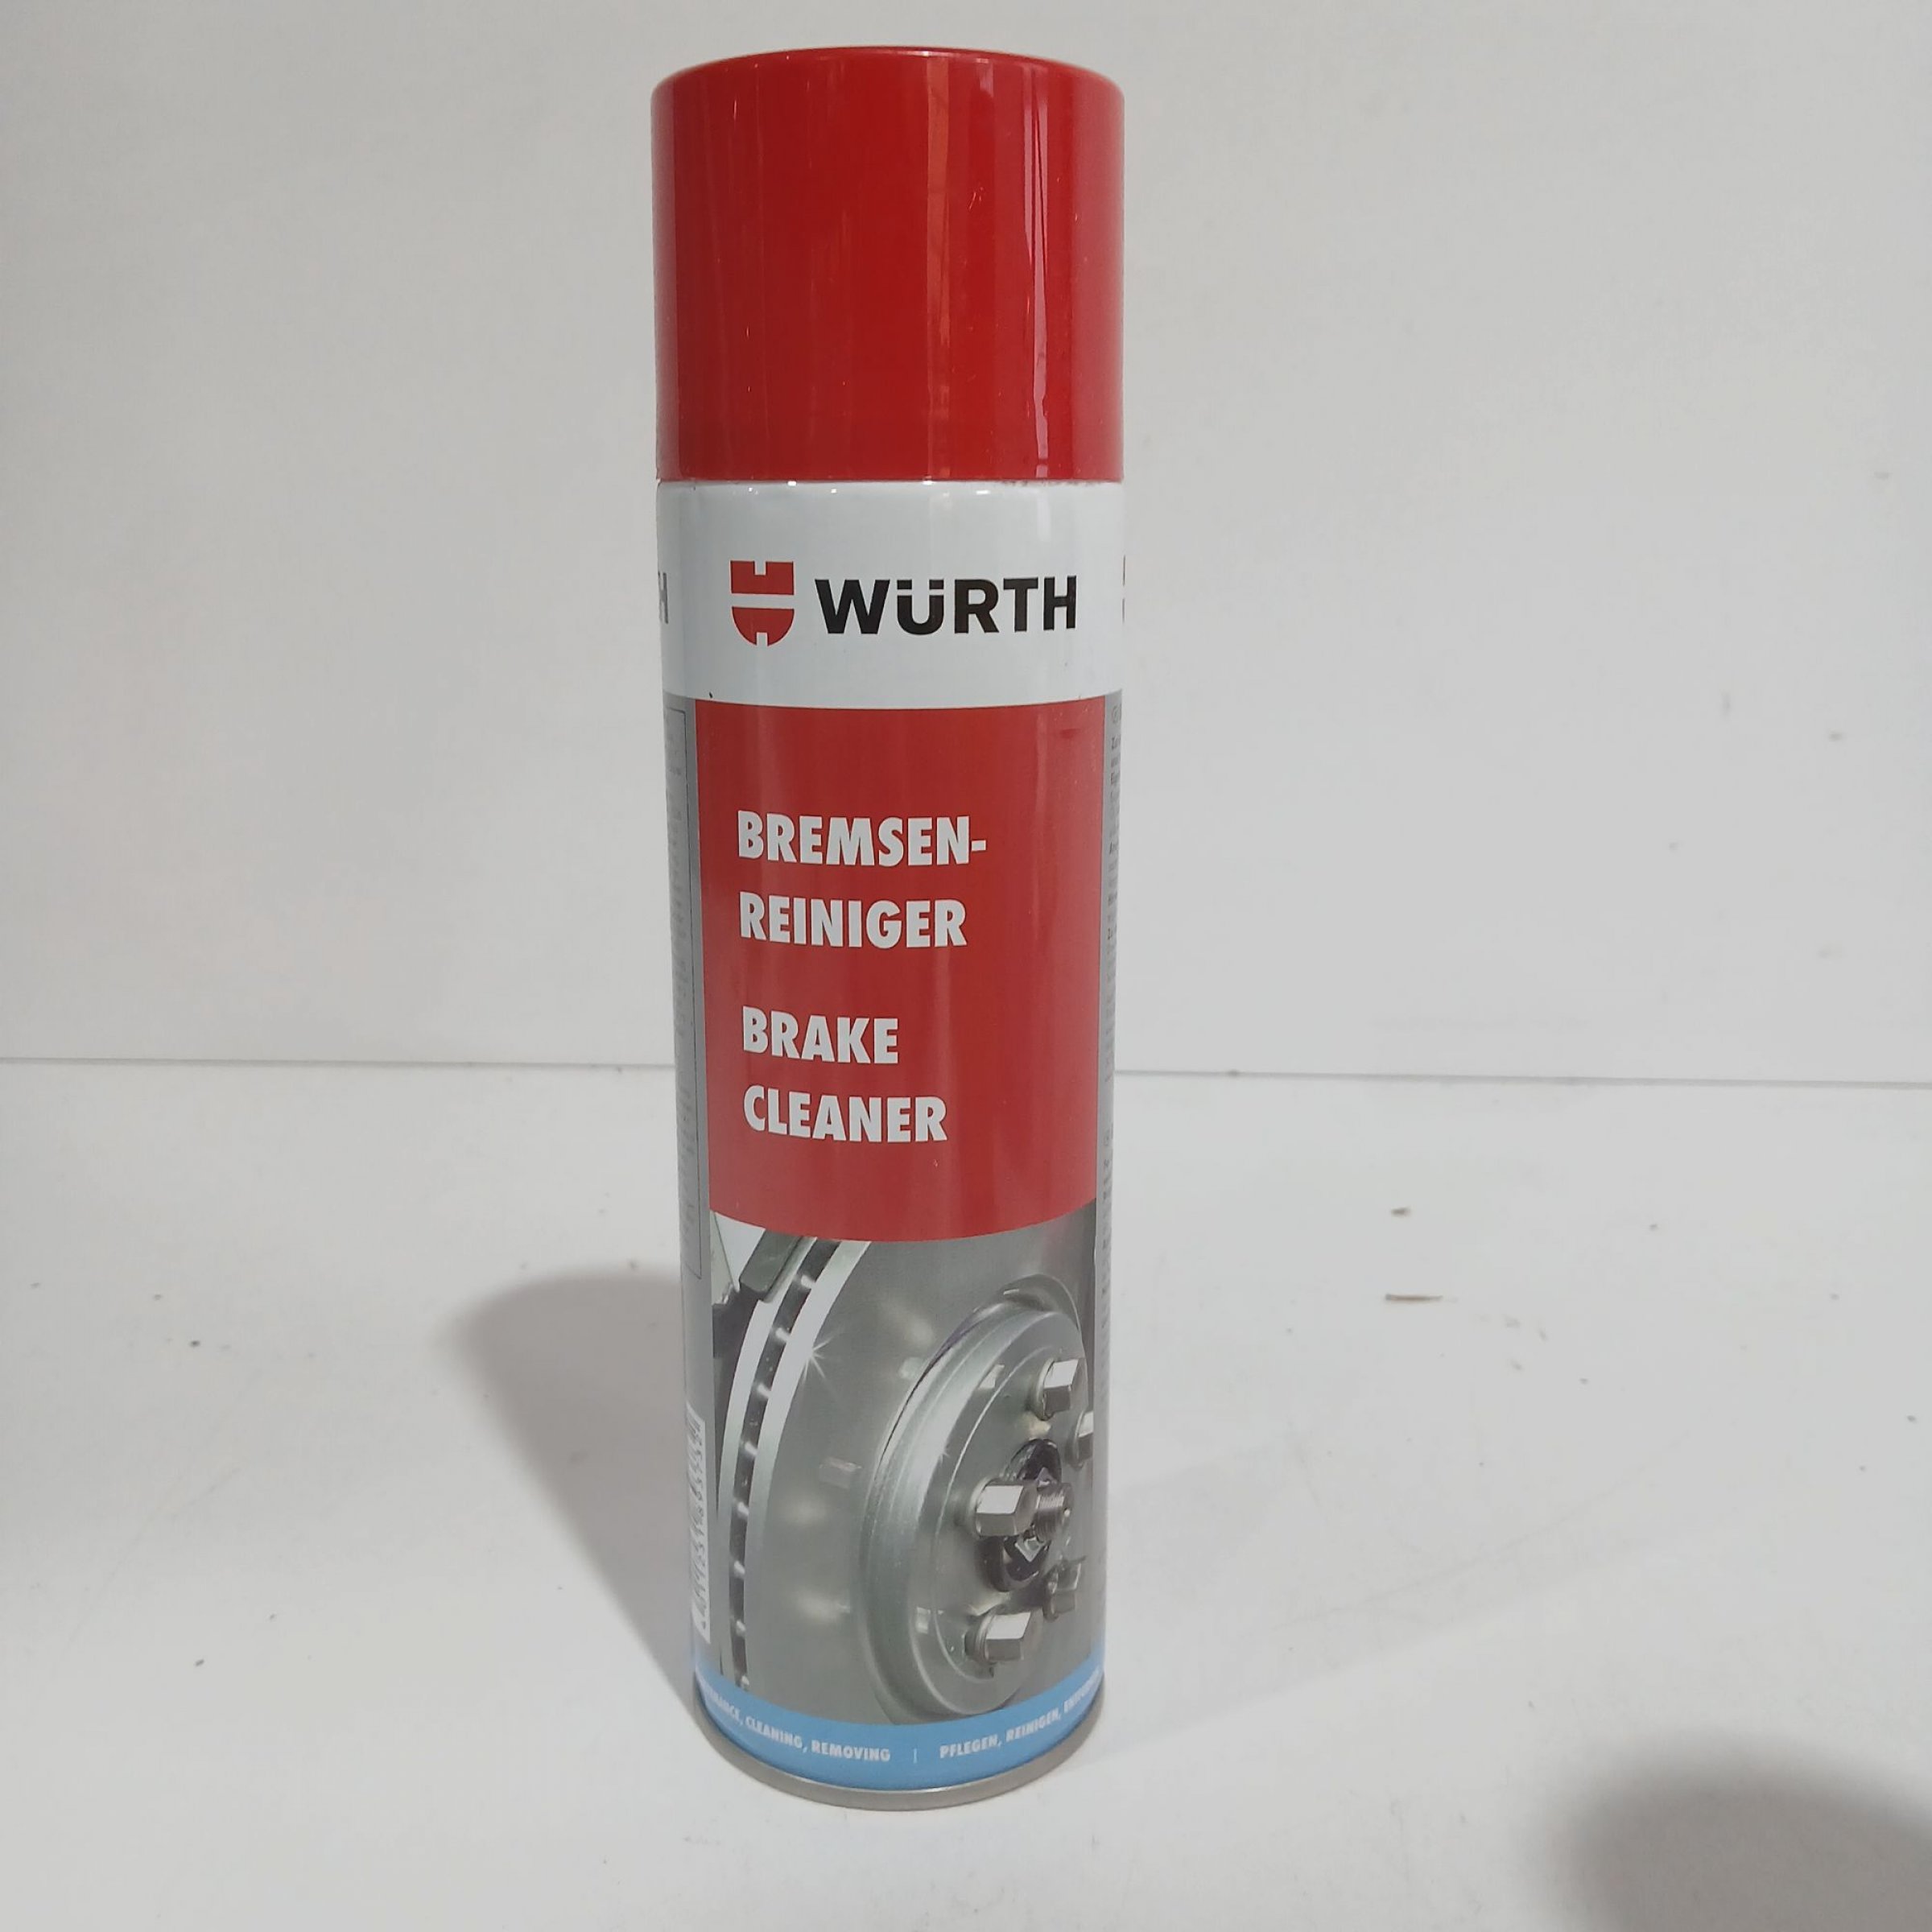 WÜRTH
BREMSEN-
REINIGER
BRAKE
CLEANER
CLEANING, REMOVING | PFLEGEN, REINIGEN,